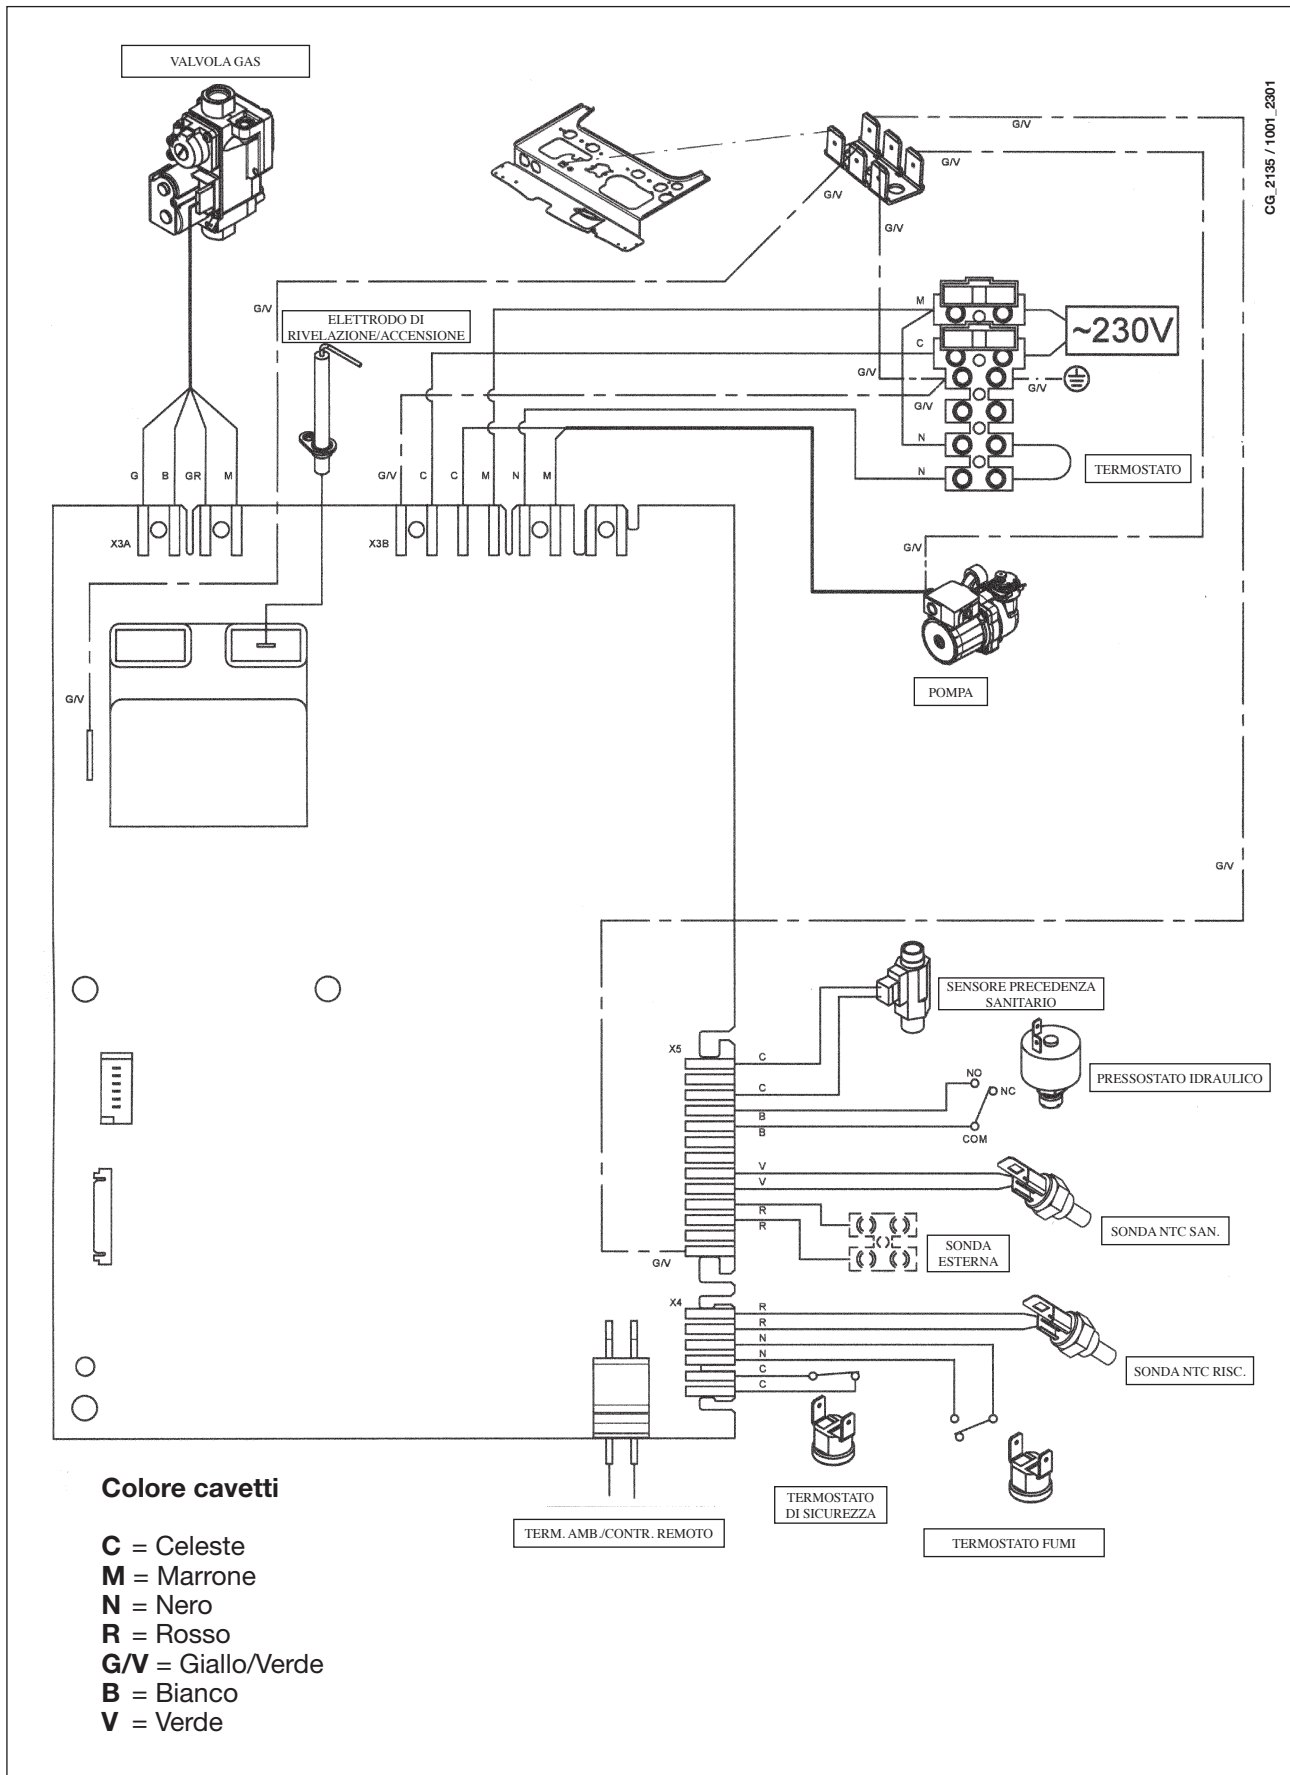 VALVOLA GAS
CG_2135 / 1001_2301
G/V
G/V
G/V
G/V
G/V
ELETTRODO DI
RIVELAZIONE/ACCENSIONE
M
C
~230V
G/V
G/V
G/V
N
N
TERMOSTATO
G
B
GR
M
G/V
C
C
M
N
M
X3A
X3B
G/V
POMPA
G/V
G/V
SENSORE PRECEDENZA
SANITARIO
X5
C
C
B
B
NO
NC
COM
PRESSOSTATO IDRAULICO
V
V
R
R
SONDA NTC SAN.
SONDA
ESTERNA
G/V
X4
R
R
N
N
C
C
SONDA NTC RISC.
TERMOSTATO
DI SICUREZZA
TERMOSTATO FUMI
TERM. AMB./CONTR. REMOTO
Colore cavetti
C = Celeste
M = Marrone
N = Nero
R = Rosso
G/V = Giallo/Verde
B = Bianco
V = Verde